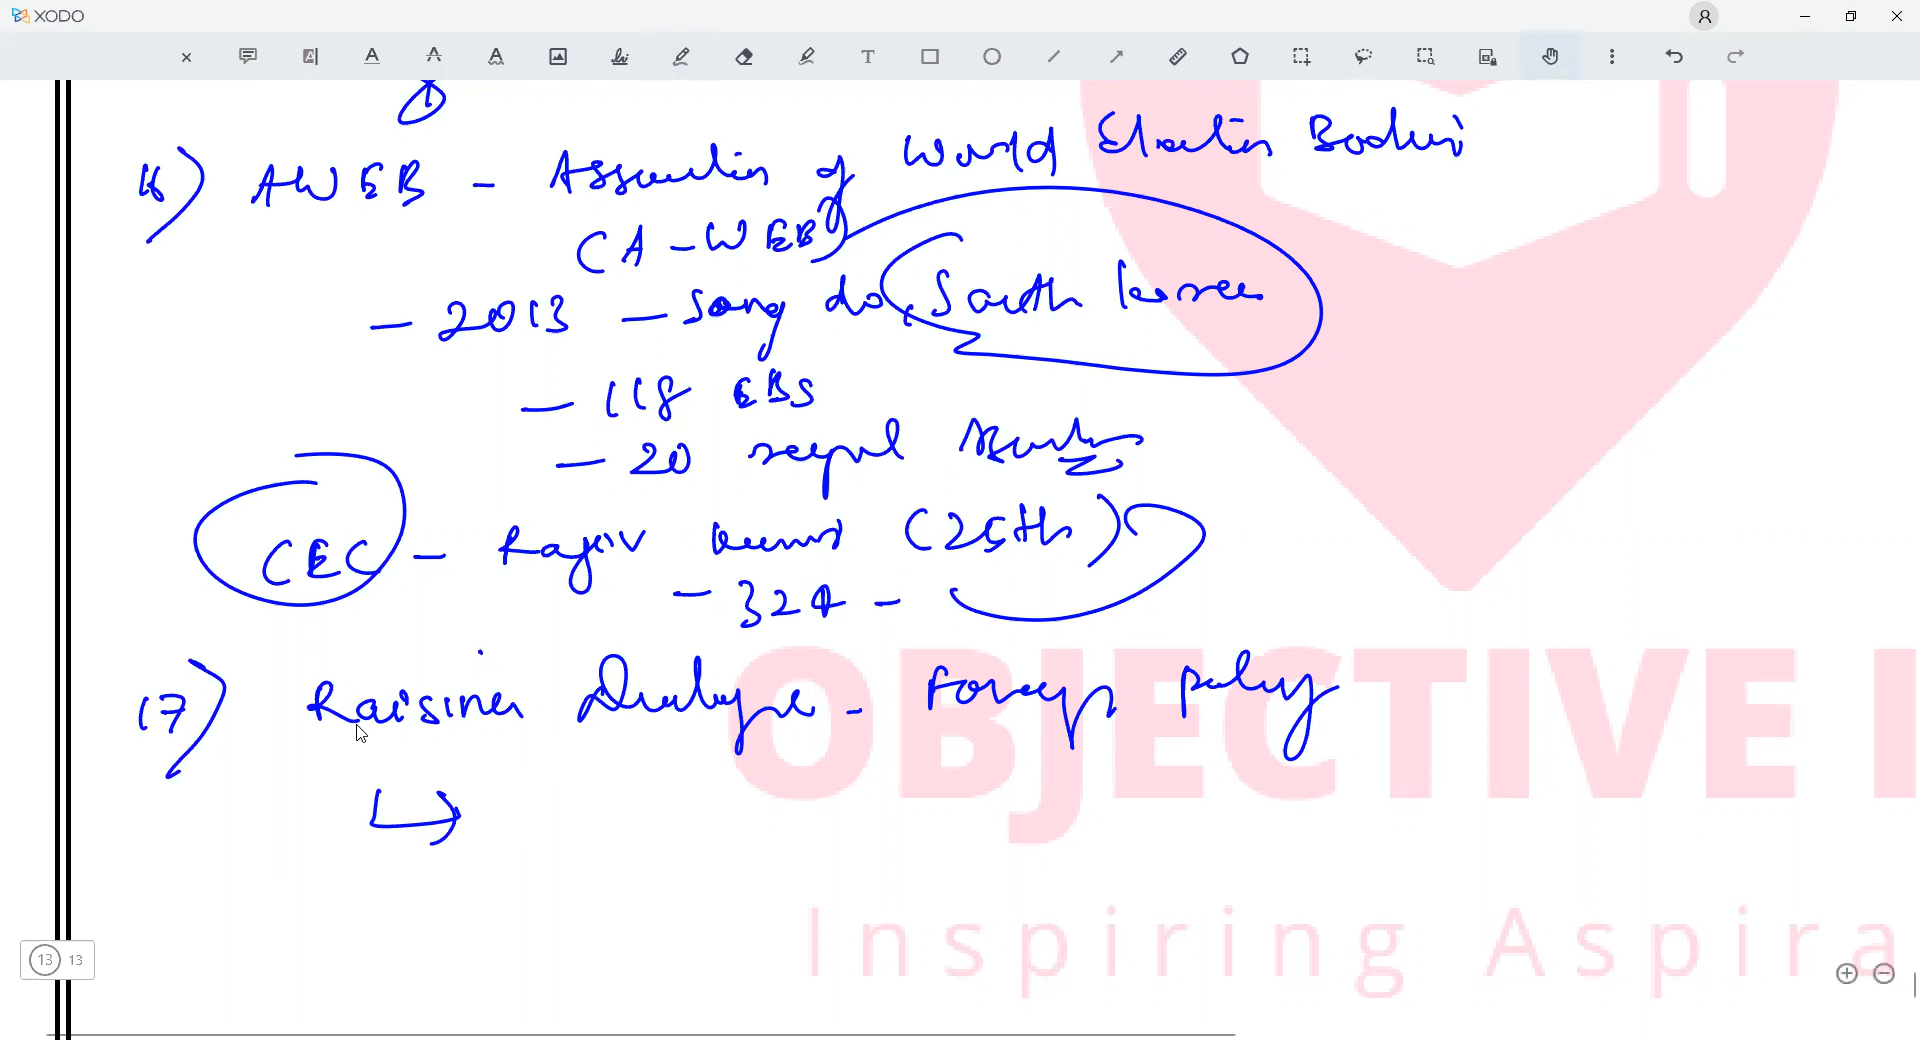 XODO
16) AWEB - Association of World Election Bodies
(A-WEB)
- 2013 - Song do, South Korea
- 118 EBs
- 20 regional
CEC - Rajiv Kumar (25th)
- 324 -
17) Raisina Dialogue - Foreign policy
OBJECTIVE I
Inspiring Aspira
13 13